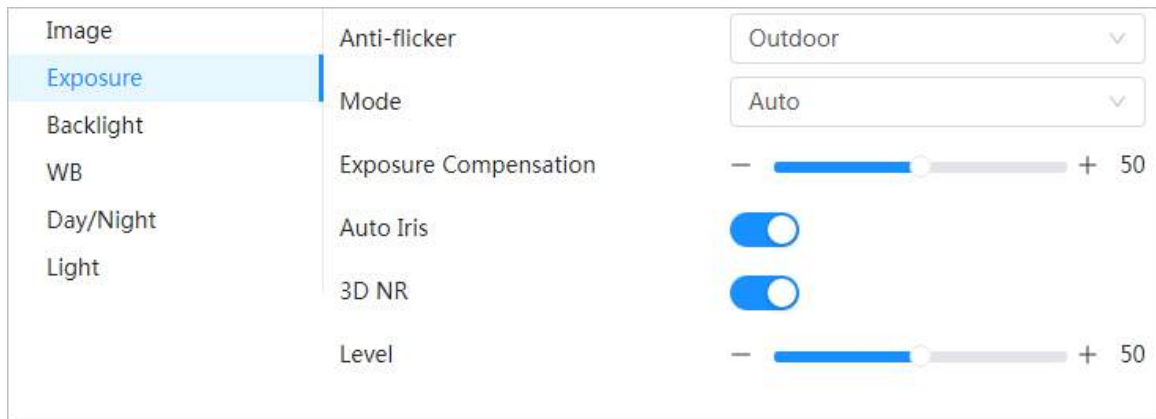 Image
Exposure
Backlight
WB
Day/Night
Light
Anti-flicker Outdoor
Mode Auto
Exposure Compensation − + 50
Auto Iris
3D NR
Level − + 50